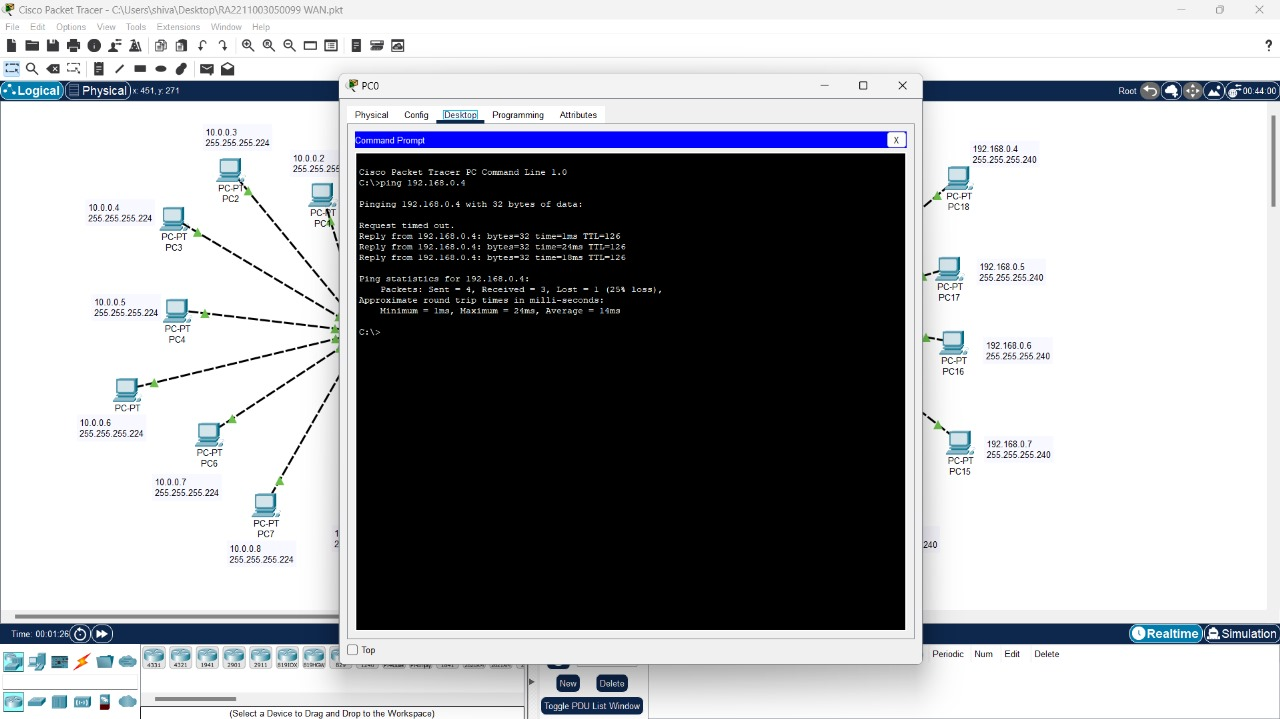 Cisco Packet Tracer - C:\Users\shiva\Desktop\RA2211003050099 WAN.pkt
File Edit Options View Tools Extensions Window Help
Logical Physical x: 451, y: 271
Root 00:44:00
PC0
Physical Config Desktop Programming Attributes
Command Prompt X
Cisco Packet Tracer PC Command Line 1.0
C:\>ping 192.168.0.4
Pinging 192.168.0.4 with 32 bytes of data:
Request timed out.
Reply from 192.168.0.4: bytes=32 time=1ms TTL=126
Reply from 192.168.0.4: bytes=32 time=24ms TTL=126
Reply from 192.168.0.4: bytes=32 time=18ms TTL=126
Ping statistics for 192.168.0.4:
Packets: Sent = 4, Received = 3, Lost = 1 (25% loss),
Approximate round trip times in milli-seconds:
Minimum = 1ms, Maximum = 24ms, Average = 14ms
C:\>
Top
10.0.0.3
255.255.255.224
PC-PT
PC2
10.0.0.2
255.255.255
PC-PT
10.0.0.4
255.255.255.224
PC-PT
PC3
10.0.0.5
255.255.255.224
PC-PT
PC4
PC-PT
10.0.0.6
255.255.255.224
PC-PT
PC6
10.0.0.7
255.255.255.224
PC-PT
PC7
10.0.0.8
255.255.255.224
192.168.0.4
255.255.255.240
PC-PT
PC18
192.168.0.5
255.255.255.240
PC-PT
PC17
192.168.0.6
255.255.255.240
PC-PT
PC16
192.168.0.7
255.255.255.240
PC-PT
PC15
240
Time: 00:01:26
Realtime Simulation
4331 4321 1941 2901 2911 819IOX 819HGW 829 1240
Periodic Num Edit Delete
New Delete
Toggle PDU List Window
(Select a Device to Drag and Drop to the Workspace)